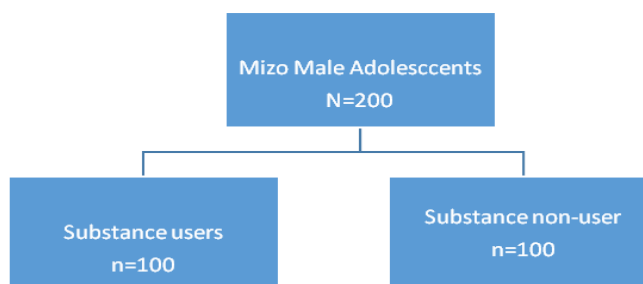 Mizo Male Adolesccents
N=200
Substance users
n=100
Substance non-user
n=100